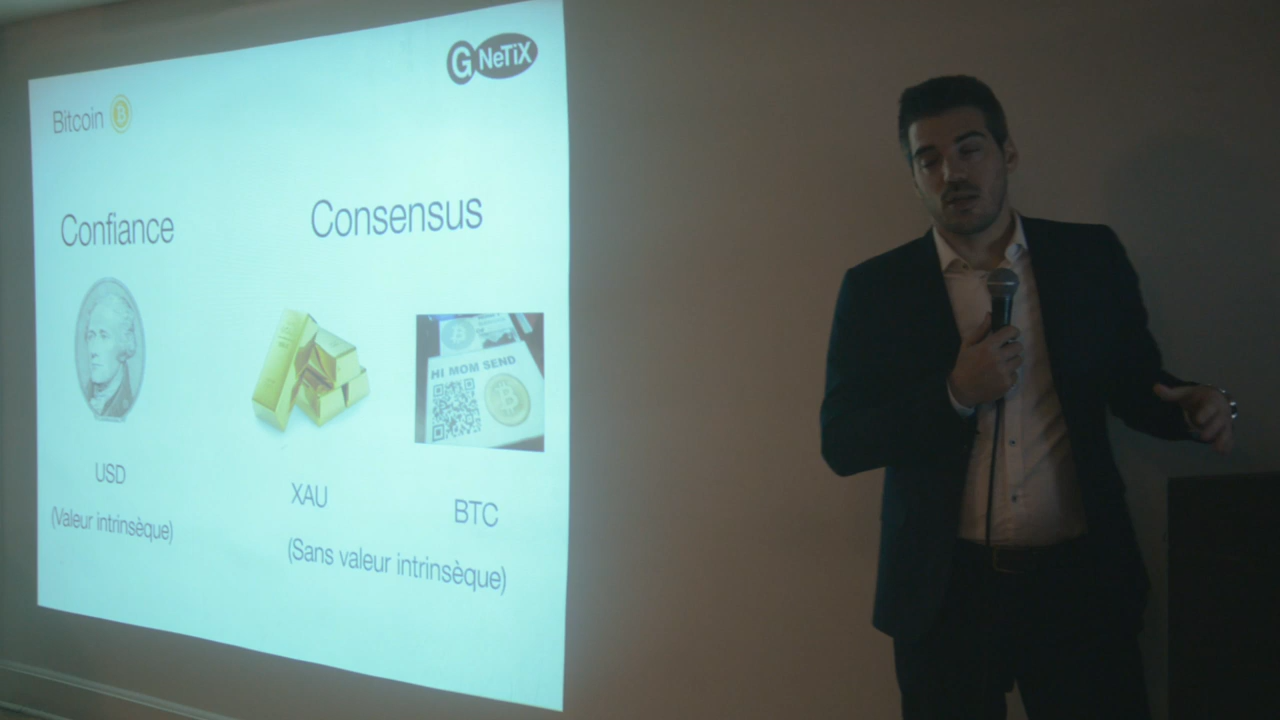 G NeTiX
Bitcoin
Confiance
Consensus
HI MOM SEND
USD
XAU
BTC
(Valeur intrinsèque)
(Sans valeur intrinsèque)